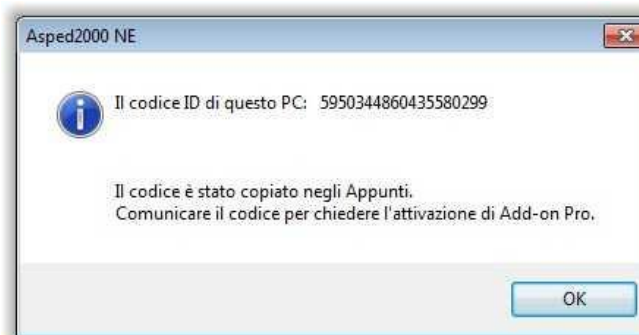 Asped2000 NE
Il codice ID di questo PC: 5950344860435580299
Il codice è stato copiato negli Appunti.
Comunicare il codice per chiedere l'attivazione di Add-on Pro.
OK